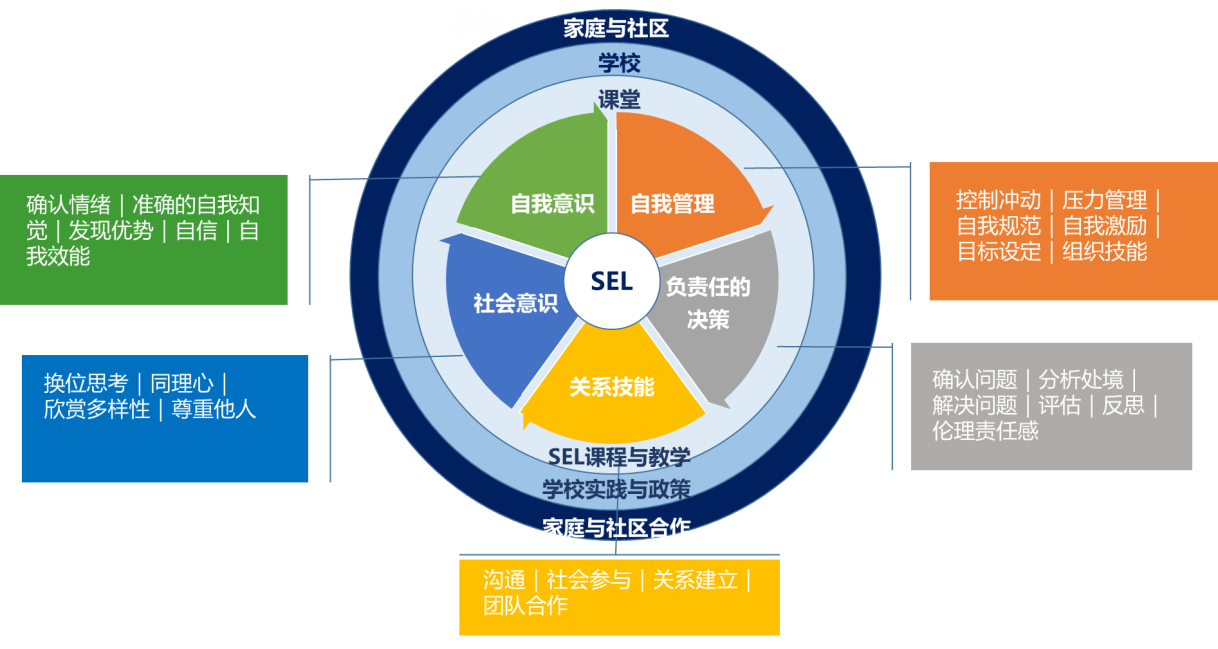 家庭与社区
学校
课堂
自我意识
自我管理
SEL
社会意识
负责任的
决策
关系技能
SEL课程与教学
学校实践与政策
家庭与社区合作
确认情绪｜准确的自我知
觉｜发现优势｜自信｜自
我效能
控制冲动｜压力管理｜
自我规范｜自我激励｜
目标设定｜组织技能
换位思考｜同理心｜
欣赏多样性｜尊重他人
确认问题｜分析处境｜
解决问题｜评估｜反思｜
伦理责任感
沟通｜社会参与｜关系建立｜
团队合作